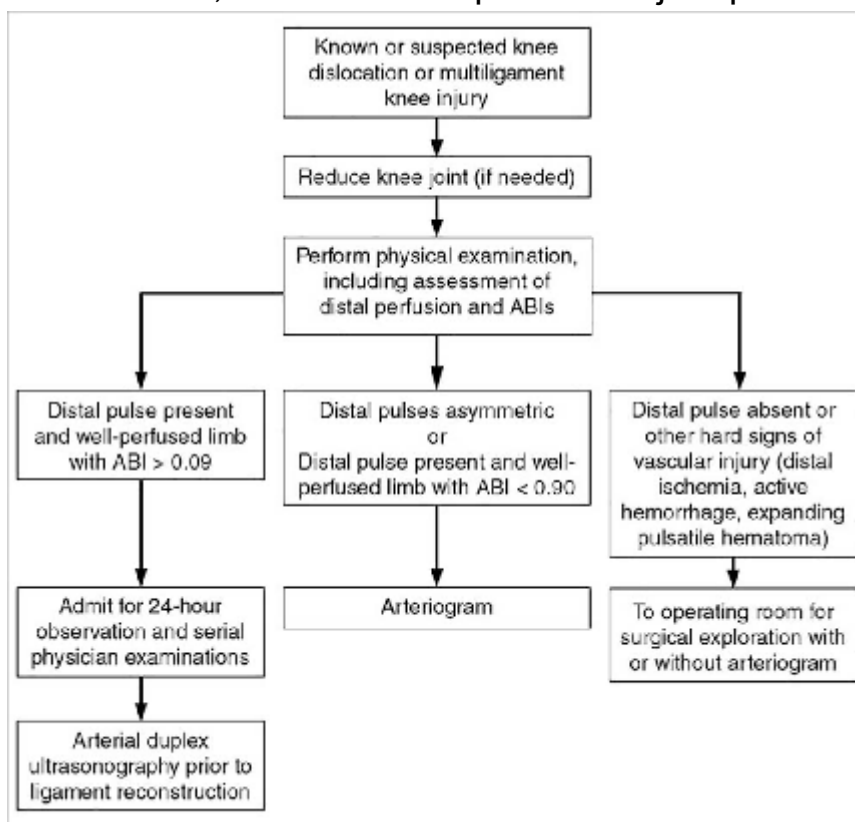 Known or suspected knee
dislocation or multiligament
knee injury
Reduce knee joint (if needed)
Perform physical examination,
including assessment of
distal perfusion and ABIs
Distal pulse present
and well-perfused limb
with ABI > 0.09
Distal pulses asymmetric
or
Distal pulse present and well-
perfused limb with ABI < 0.90
Distal pulse absent or
other hard signs of
vascular injury (distal
ischemia, active
hemorrhage, expanding
pulsatile hematoma)
Admit for 24-hour
observation and serial
physician examinations
Arteriogram
To operating room for
surgical exploration with
or without arteriogram
Arterial duplex
ultrasonography prior to
ligament reconstruction